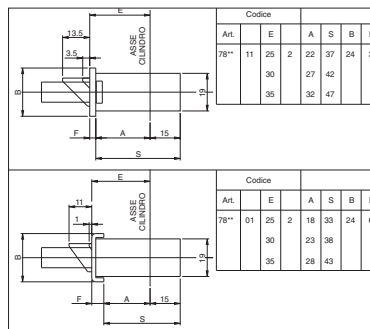 E
13.5
3.5
ASSE
CILINDRO
B
19
F A 15
S
Codice
Art. E A S B
78** 11 25 2 22 37 24
30 27 42
35 32 47
E
11
1
ASSE
CILINDRO
B
19
F A 15
S
Codice
Art. E A S B
78** 01 25 2 18 33 24
30 23 38
35 28 43